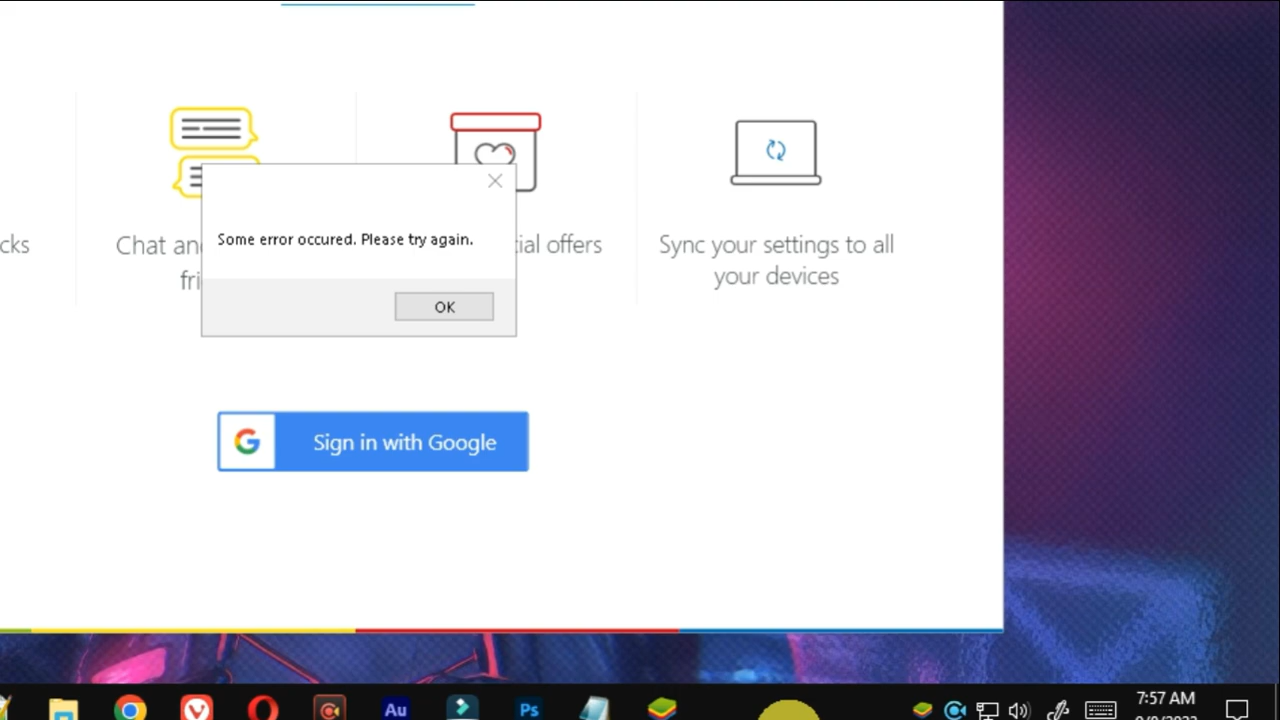 cks
Chat an
fri
ial offers
Sync your settings to all
your devices
Some error occured. Please try again.
OK
G
Sign in with Google
Au
Ps
7:57 AM